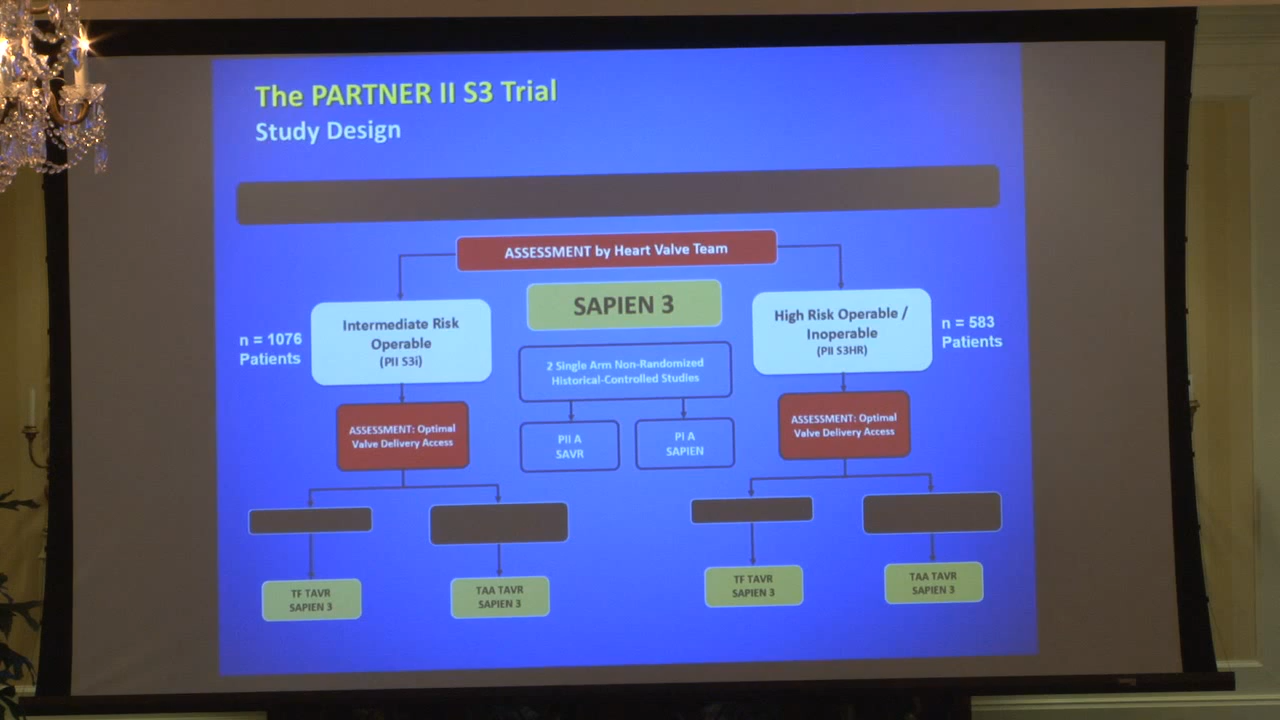 The PARTNER II S3 Trial
Study Design
ASSESSMENT by Heart Valve Team
n = 1076
Patients
Intermediate Risk
Operable
(PII S3i)
SAPIEN 3
High Risk Operable /
Inoperable
(PII S3HR)
n = 583
Patients
2 Single Arm Non-Randomized
Historical-Controlled Studies
ASSESSMENT: Optimal
Valve Delivery Access
PII A
SAVR
PI A
SAPIEN
ASSESSMENT: Optimal
Valve Delivery Access
TF TAVR
SAPIEN 3
TAA TAVR
SAPIEN 3
TF TAVR
SAPIEN 3
TAA TAVR
SAPIEN 3